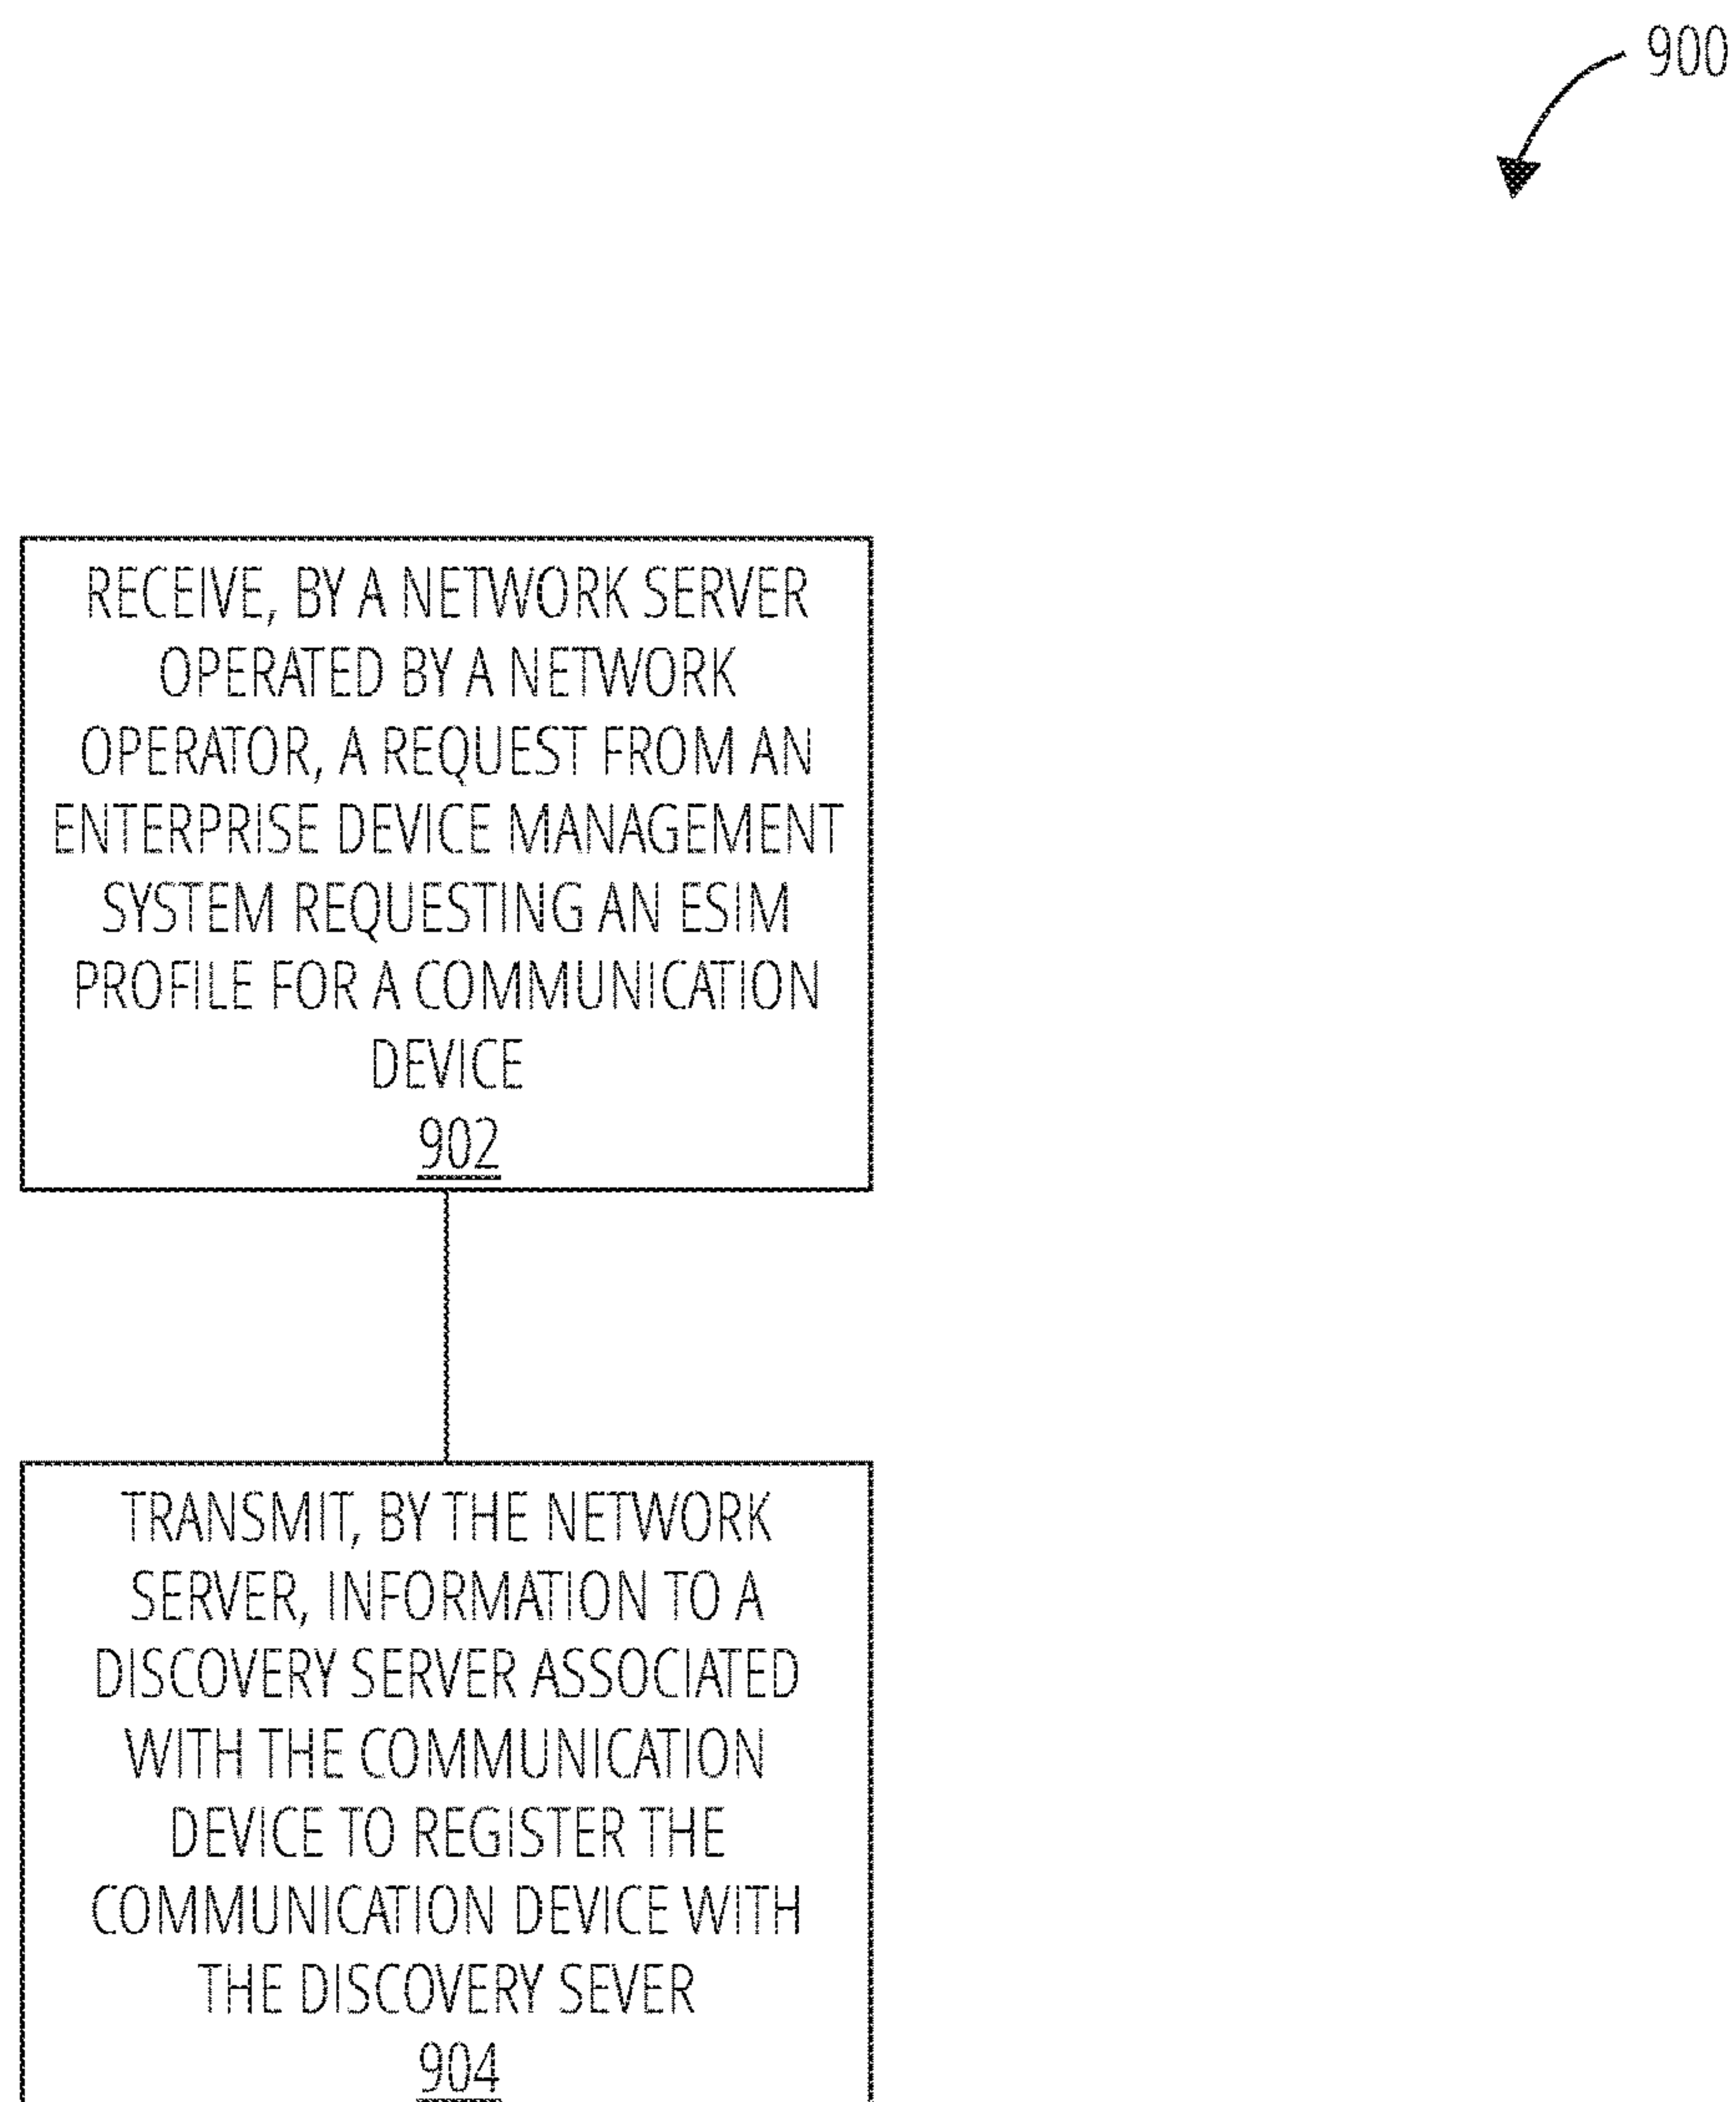 900
RECEIVE, BY A NETWORK SERVER
OPERATED BY A NETWORK
OPERATOR, A REQUEST FROM AN
ENTERPRISE DEVICE MANAGEMENT
SYSTEM REQUESTING AN ESIM
PROFILE FOR A COMMUNICATION
DEVICE
902
TRANSMIT, BY THE NETWORK
SERVER, INFORMATION TO A
DISCOVERY SERVER ASSOCIATED
WITH THE COMMUNICATION
DEVICE TO REGISTER THE
COMMUNICATION DEVICE WITH
THE DISCOVERY SEVER
904